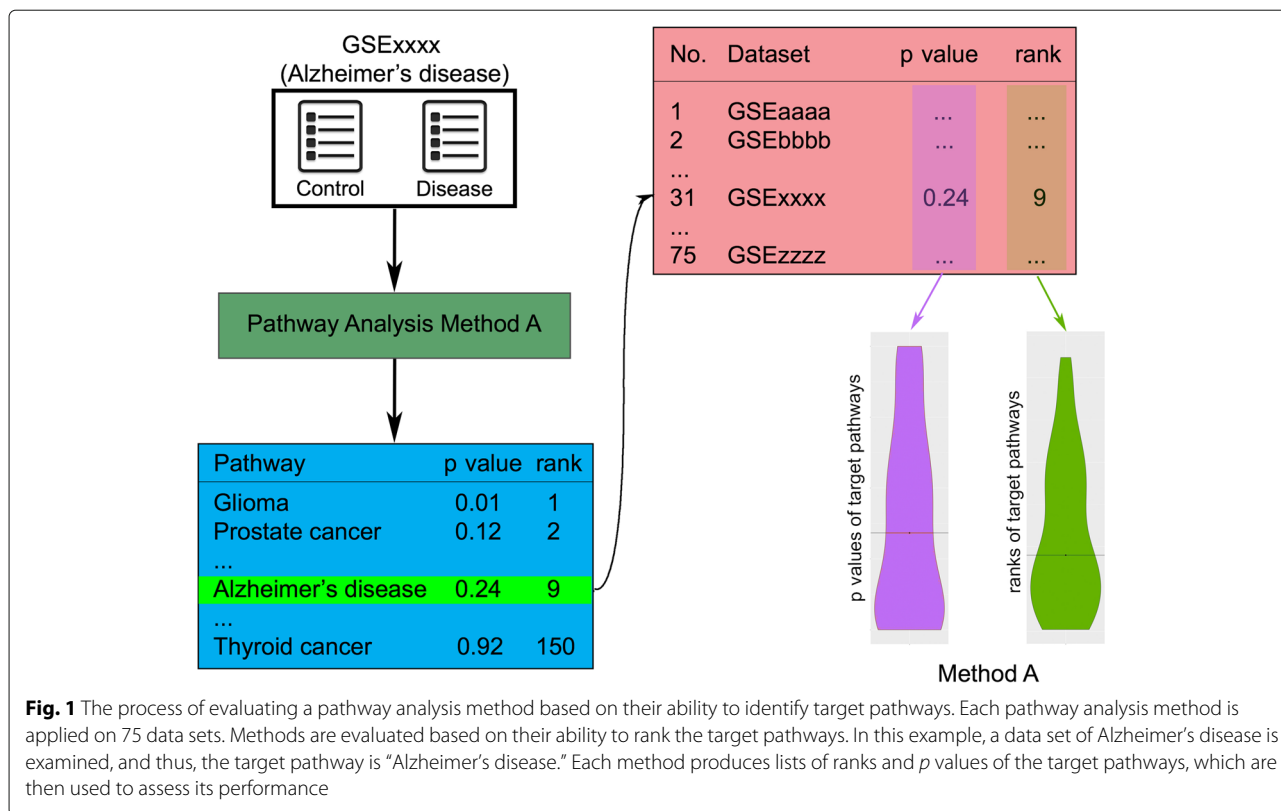 GSExxxx
(Alzheimer's disease)
Control Disease
Pathway Analysis Method A
Pathway p value rank
Glioma 0.01 1
Prostate cancer 0.12 2
...
Alzheimer's disease 0.24 9
...
Thyroid cancer 0.92 150
No. Dataset p value rank
1 GSEaaaa ... ...
2 GSEbbbb ... ...
...
31 GSExxxx 0.24 9
...
75 GSEzzzz ... ...
p values of target pathways
ranks of target pathways
Method A
Fig. 1 The process of evaluating a pathway analysis method based on their ability to identify target pathways. Each pathway analysis method is
applied on 75 data sets. Methods are evaluated based on their ability to rank the target pathways. In this example, a data set of Alzheimer's disease is
examined, and thus, the target pathway is "Alzheimer's disease." Each method produces lists of ranks and p values of the target pathways, which are
then used to assess its performance